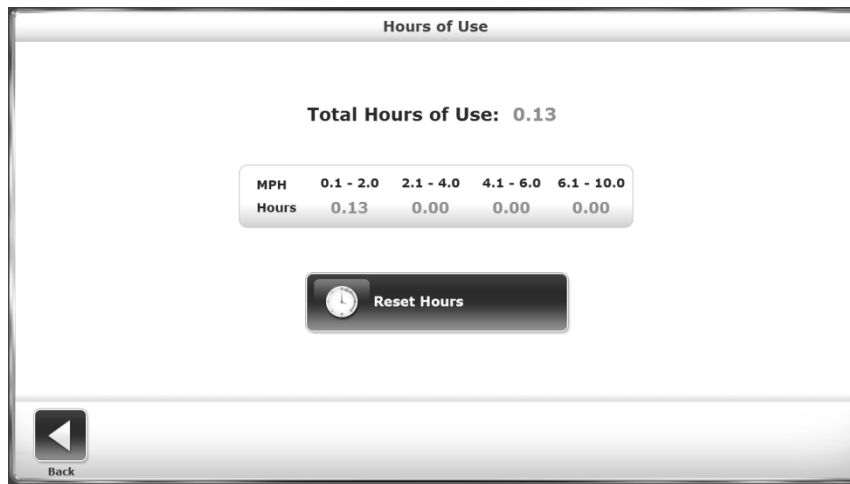 Hours of Use
Total Hours of Use: 0.13
MPH 0.1 - 2.0 2.1 - 4.0 4.1 - 6.0 6.1 - 10.0
Hours 0.13 0.00 0.00 0.00
Reset Hours
Back